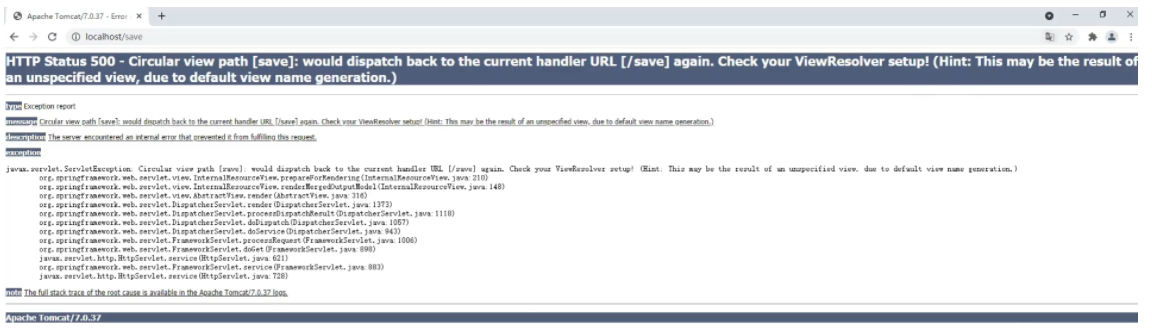 Apache Tomcat/7.0.37 - Error
localhost/save
HTTP Status 500 - Circular view path [save]: would dispatch back to the current handler URL [/save] again. Check your ViewResolver setup! (Hint: This may be the result of
an unspecified view, due to default view name generation.)
type Exception report
message Circular view path [save]: would dispatch back to the current handler URL [/save] again. Check your ViewResolver setup! (Hint: This may be the result of an unspecified view, due to default view name generation.)
description The server encountered an internal error that prevented it from fulfilling this request.
exception
javax.servlet.ServletException: Circular view path [save]: would dispatch back to the current handler URL [/save] again. Check your ViewResolver setup! (Hint: This may be the result of an unspecified view, due to default view name generation.)
org.springframework.web.servlet.view.InternalResourceView.prepareForRendering(InternalResourceView.java:210)
org.springframework.web.servlet.view.InternalResourceView.renderMergedOutputModel(InternalResourceView.java:148)
org.springframework.web.servlet.view.AbstractView.render(AbstractView.java:316)
org.springframework.web.servlet.DispatcherServlet.render(DispatcherServlet.java:1373)
org.springframework.web.servlet.DispatcherServlet.processDispatchResult(DispatcherServlet.java:1118)
org.springframework.web.servlet.DispatcherServlet.doDispatch(DispatcherServlet.java:1057)
org.springframework.web.servlet.DispatcherServlet.doService(DispatcherServlet.java:943)
org.springframework.web.servlet.FrameworkServlet.processRequest(FrameworkServlet.java:1006)
org.springframework.web.servlet.FrameworkServlet.doGet(FrameworkServlet.java:898)
javax.servlet.http.HttpServlet.service(HttpServlet.java:621)
org.springframework.web.servlet.FrameworkServlet.service(FrameworkServlet.java:883)
javax.servlet.http.HttpServlet.service(HttpServlet.java:728)
note The full stack trace of the root cause is available in the Apache Tomcat/7.0.37 logs.
Apache Tomcat/7.0.37